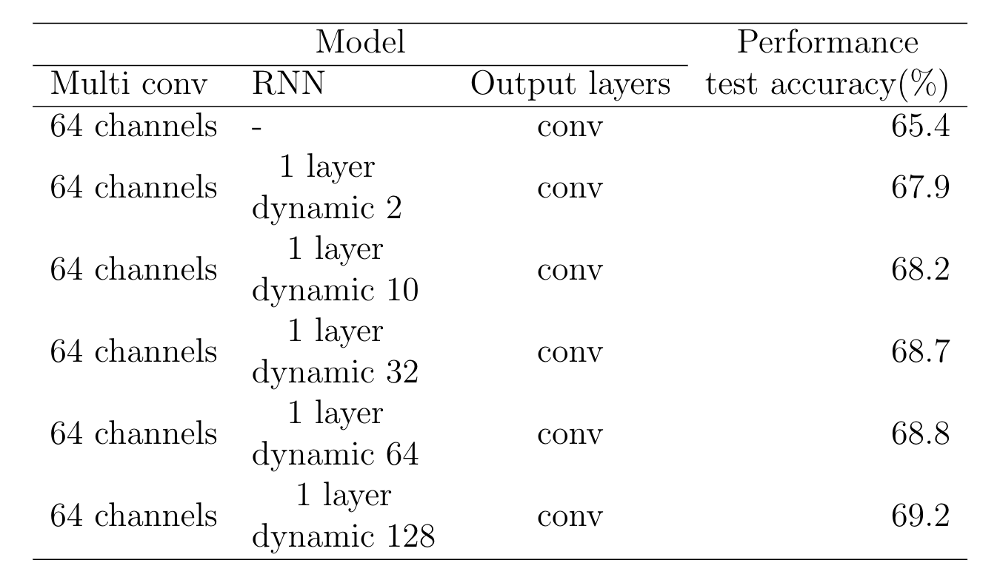 Model Performance
Multi conv RNN Output layers test accuracy(%)
64 channels - conv 65.4
1 layer
64 channels conv 67.9
dynamic 2
1 layer
64 channels conv 68.2
dynamic 10
1 layer
64 channels conv 68.7
dynamic 32
1 layer
64 channels conv 68.8
dynamic 64
1 layer
64 channels conv 69.2
dynamic 128